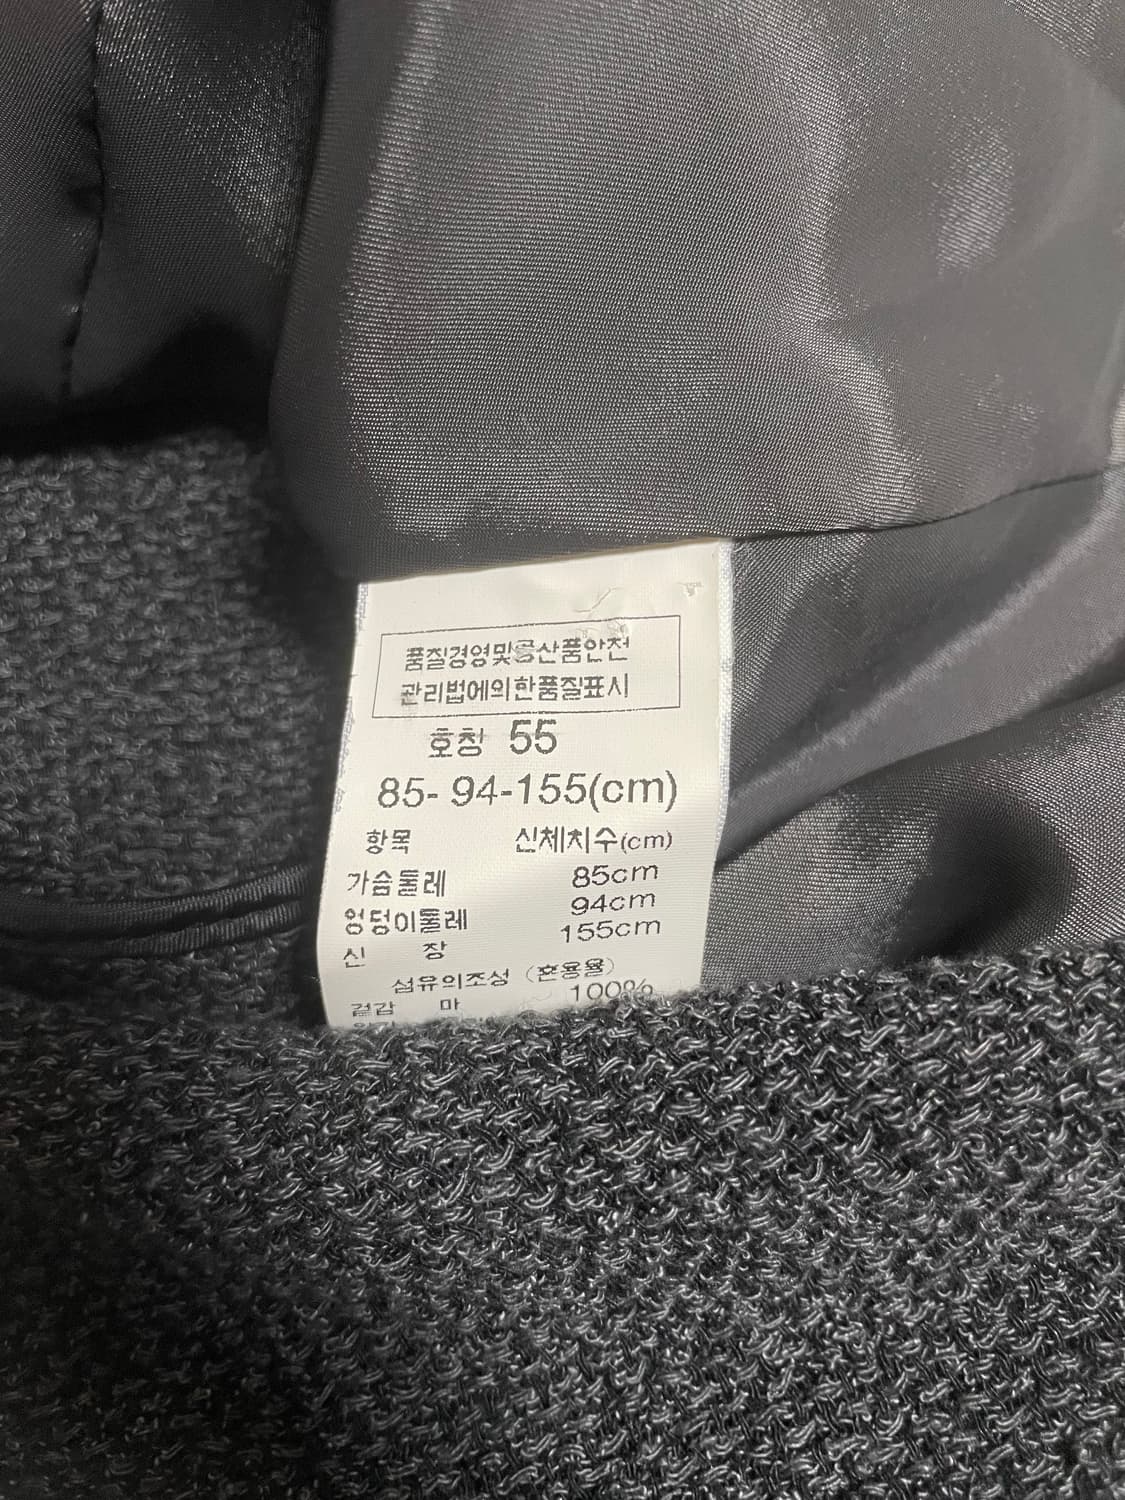 품질경영및공산품안전
관리법에의한품질표시
호칭 55
85- 94-155(cm)
항목 신체치수(cm)
가슴둘레 85cm
엉덩이둘레 94cm
신 장 155cm
섬유의조성 (혼용율)
겉감 마 100%